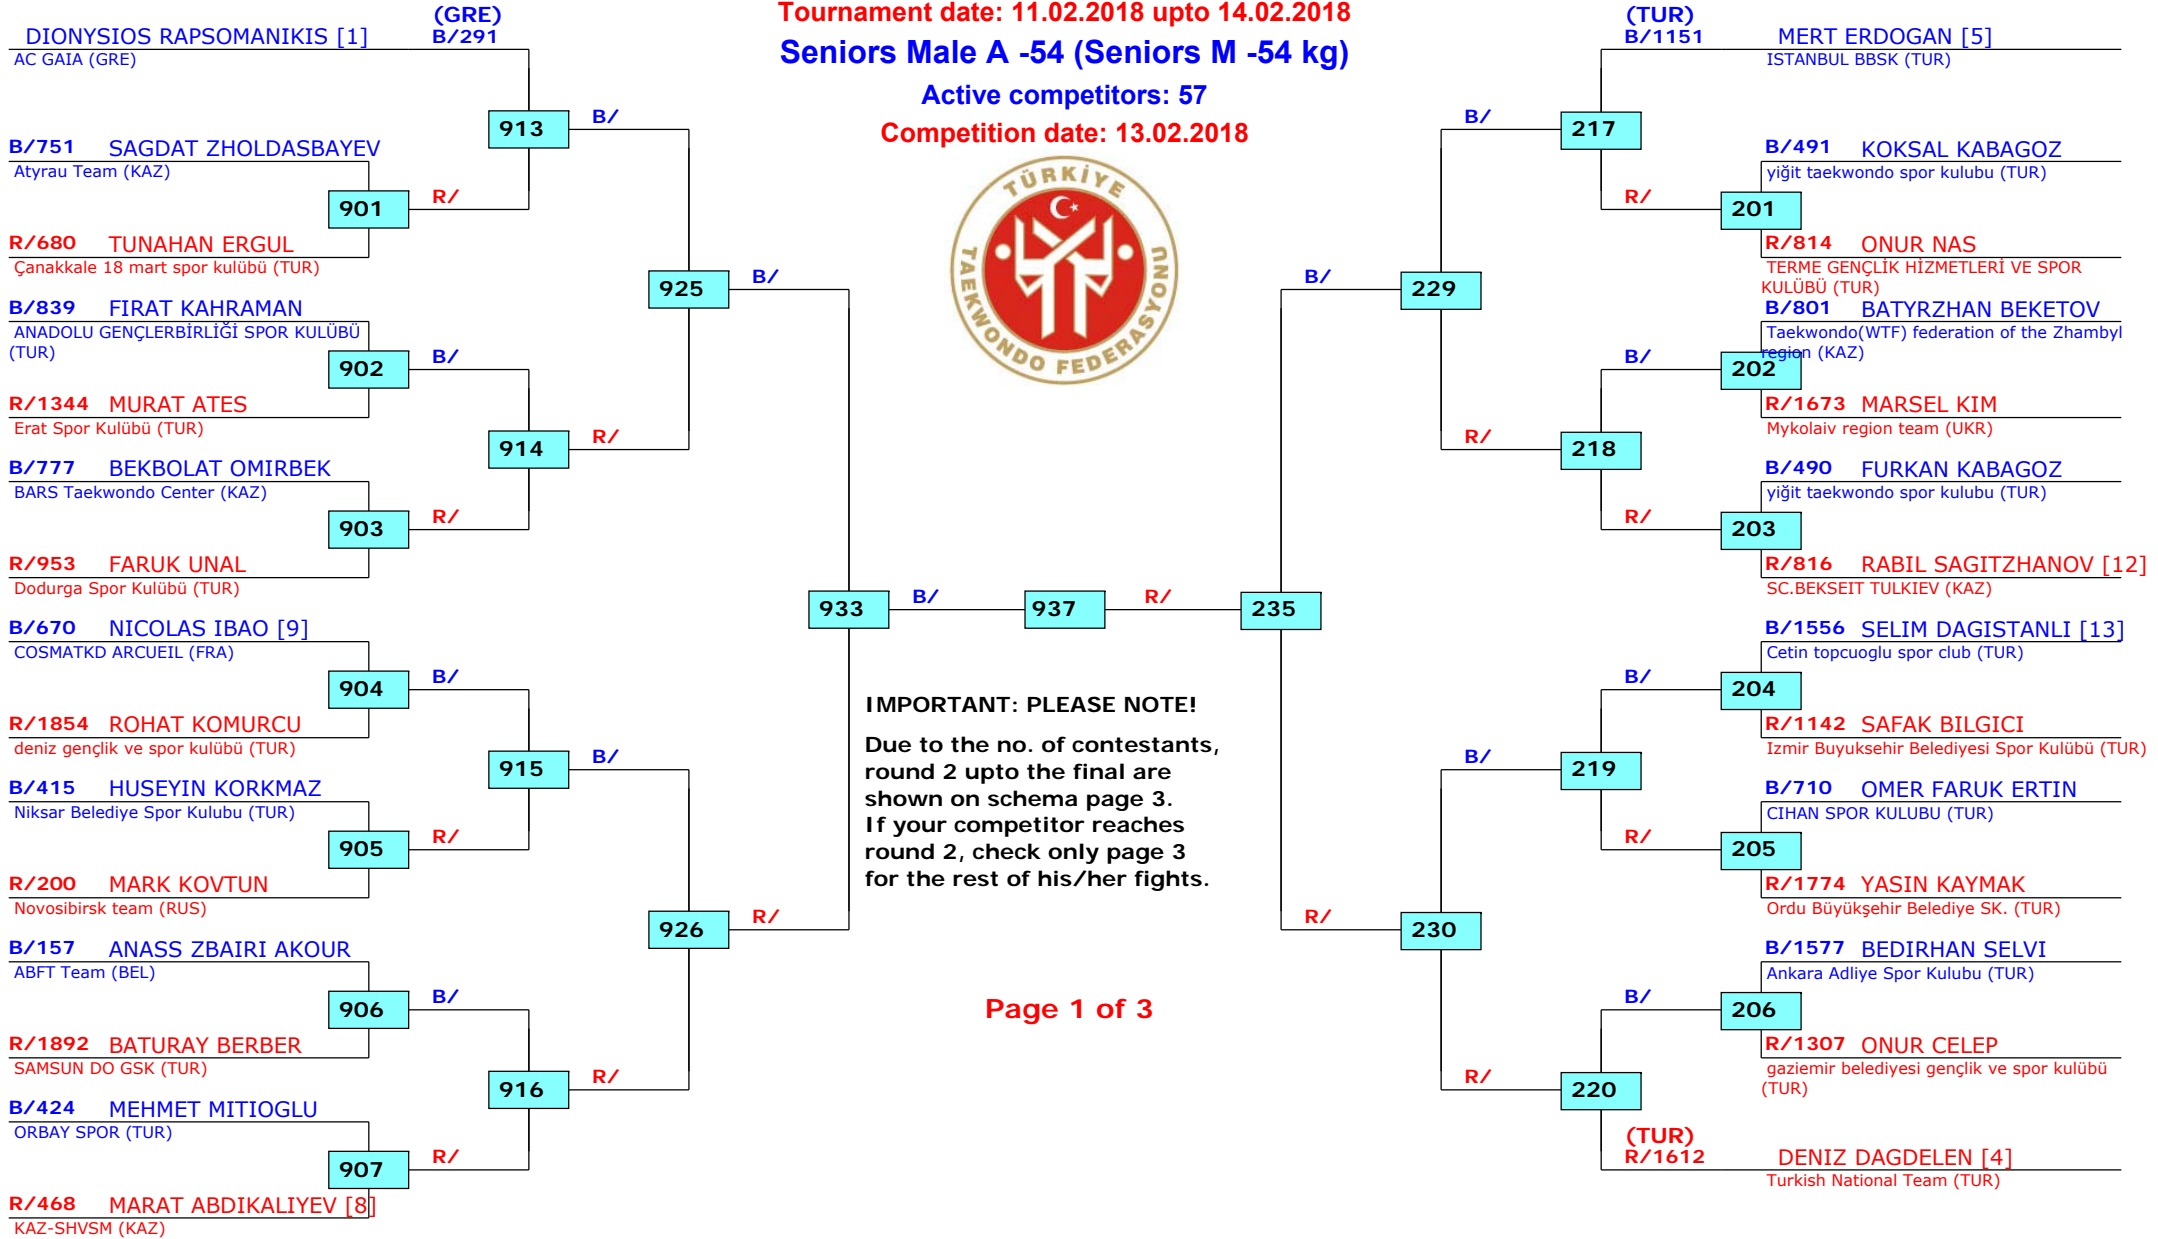 Tournament date: 11.02.2018 upto 14.02.2018
Seniors Male A -54 (Seniors M -54 kg)
Active competitors: 57
Competition date: 13.02.2018
TÜRKİYE
TAEKWONDO FEDERASYONU
(GRE)
DIONYSIOS RAPSOMANIKIS [1] B/291
AC GAIA (GRE)
913 B/
B/751 SAGDAT ZHOLDASBAYEV
Atyrau Team (KAZ)
901 R/
R/680 TUNAHAN ERGUL
Çanakkale 18 mart spor kulübü (TUR)
925 B/
B/839 FIRAT KAHRAMAN
ANADOLU GENÇLERBİRLİĞİ SPOR KULÜBÜ
(TUR)
902 B/
R/1344 MURAT ATES
Erat Spor Kulübü (TUR)
914 R/
B/777 BEKBOLAT OMIRBEK
BARS Taekwondo Center (KAZ)
903 R/
R/953 FARUK UNAL
Dodurga Spor Kulübü (TUR)
933 B/ 937 R/ 235
B/670 NICOLAS IBAO [9]
COSMATKD ARCUEIL (FRA)
904 B/
R/1854 ROHAT KOMURCU
deniz gençlik ve spor kulübü (TUR)
915 B/
B/415 HUSEYIN KORKMAZ
Niksar Belediye Spor Kulubu (TUR)
905 R/
R/200 MARK KOVTUN
Novosibirsk team (RUS)
926 R/
B/157 ANASS ZBAIRI AKOUR
ABFT Team (BEL)
906 B/
R/1892 BATURAY BERBER
SAMSUN DO GSK (TUR)
916 R/
B/424 MEHMET MITIOGLU
ORBAY SPOR (TUR)
907 R/
R/468 MARAT ABDIKALIYEV [8]
KAZ-SHVSM (KAZ)
IMPORTANT: PLEASE NOTE!
Due to the no. of contestants,
round 2 upto the final are
shown on schema page 3.
If your competitor reaches
round 2, check only page 3
for the rest of his/her fights.
Page 1 of 3
(TUR)
B/1151 MERT ERDOGAN [5]
ISTANBUL BBSK (TUR)
B/ 217
B/491 KOKSAL KABAGOZ
yiğit taekwondo spor kulubu (TUR)
R/ 201
R/814 ONUR NAS
TERME GENÇLİK HİZMETLERİ VE SPOR
KULÜBÜ (TUR)
B/ 229
B/801 BATYRZHAN BEKETOV
Taekwondo(WTF) federation of the Zhambyl
region (KAZ)
B/ 202
R/1673 MARSEL KIM
Mykolaiv region team (UKR)
R/ 218
B/490 FURKAN KABAGOZ
yiğit taekwondo spor kulubu (TUR)
R/ 203
R/816 RABIL SAGITZHANOV [12]
SC.BEKSEIT TULKIEV (KAZ)
B/1556 SELIM DAGISTANLI [13]
Cetin topcuoglu spor club (TUR)
B/ 204
R/1142 SAFAK BILGICI
Izmir Buyuksehir Belediyesi Spor Kulübü (TUR)
B/ 219
B/710 OMER FARUK ERTIN
CIHAN SPOR KULUBU (TUR)
R/ 205
R/1774 YASIN KAYMAK
Ordu Büyükşehir Belediye SK. (TUR)
R/ 230
B/1577 BEDIRHAN SELVI
Ankara Adliye Spor Kulubu (TUR)
B/ 206
R/1307 ONUR CELEP
gaziemir belediyesi gençlik ve spor kulübü
(TUR)
R/ 220
(TUR)
R/1612 DENIZ DAGDELEN [4]
Turkish National Team (TUR)